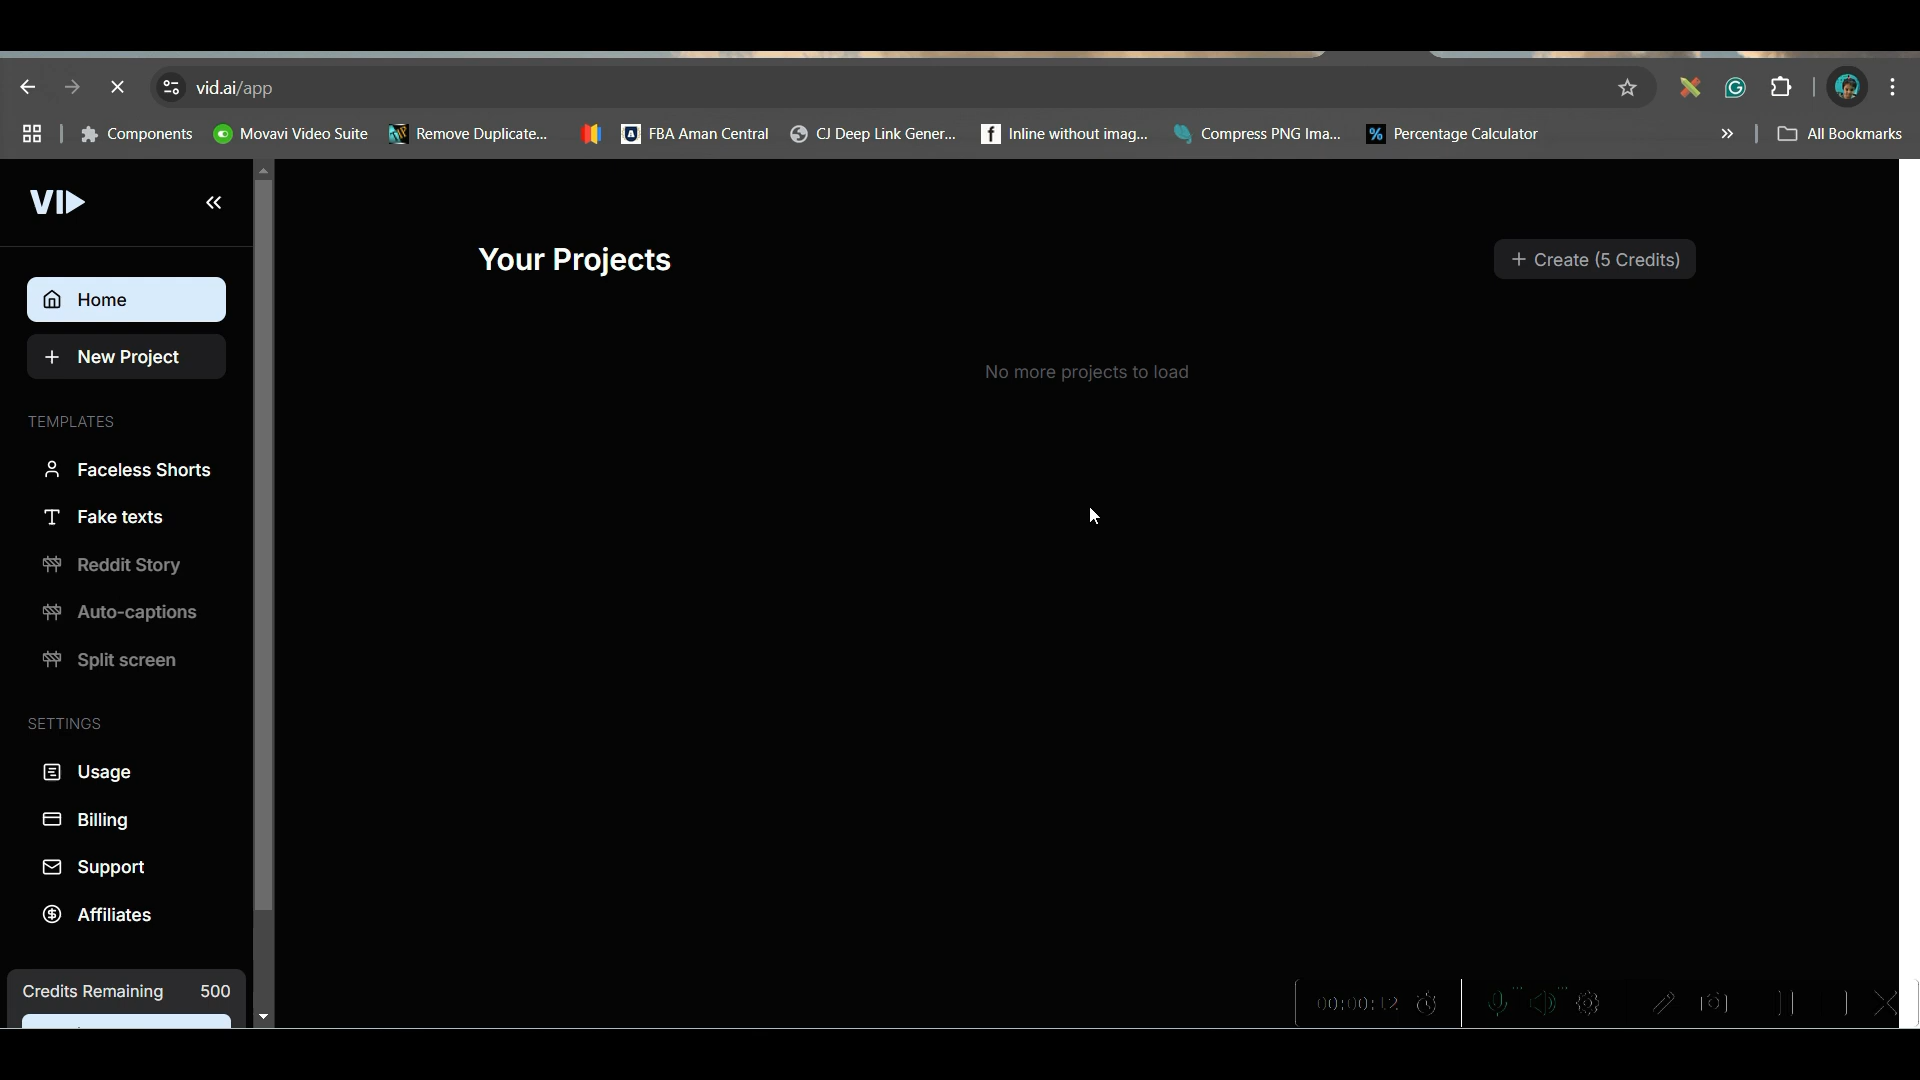 vid.ai/app
Components
Movavi Video Suite
Remove Duplicate...
FBA Aman Central
CJ Deep Link Gener...
Inline without imag...
Compress PNG Ima...
Percentage Calculator
»
All Bookmarks
VID
Your Projects
+ Create (5 Credits)
Home
+ New Project
No more projects to load
TEMPLATES
Faceless Shorts
Fake texts
Reddit Story
Auto-captions
Split screen
SETTINGS
Usage
Billing
Support
Affiliates
Credits Remaining 500
00:00:12